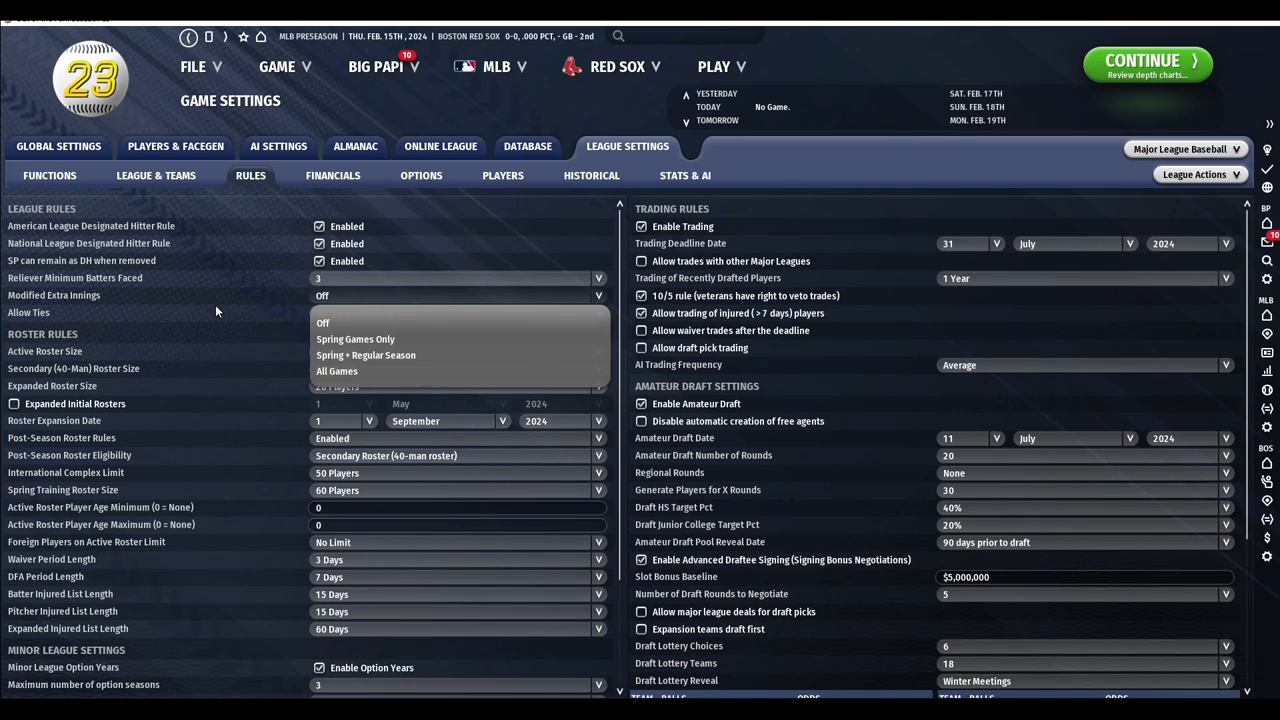 MLB PRESEASON | THU. FEB. 15TH , 2024 | BOSTON RED SOX 0-0, .000 PCT, - GB - 2nd
23
FILE GAME BIG PAPI 10 MLB RED SOX PLAY
CONTINUE
Review depth charts...
GAME SETTINGS
YESTERDAY SAT. FEB. 17TH
TODAY No Game. SUN. FEB. 18TH
TOMORROW MON. FEB. 19TH
GLOBAL SETTINGS PLAYERS & FACEGEN AI SETTINGS ALMANAC ONLINE LEAGUE DATABASE LEAGUE SETTINGS Major League Baseball
FUNCTIONS LEAGUE & TEAMS RULES FINANCIALS OPTIONS PLAYERS HISTORICAL STATS & AI League Actions
LEAGUE RULES
American League Designated Hitter Rule Enabled
National League Designated Hitter Rule Enabled
SP can remain as DH when removed Enabled
Reliever Minimum Batters Faced 3
Modified Extra Innings Off
Allow Ties
Off
Spring Games Only
Spring + Regular Season
All Games
ROSTER RULES
Active Roster Size
Secondary (40-Man) Roster Size
Expanded Roster Size
Expanded Initial Rosters 1 May 2024
Roster Expansion Date 1 September 2024
Post-Season Roster Rules Enabled
Post-Season Roster Eligibility Secondary Roster (40-man roster)
International Complex Limit 50 Players
Spring Training Roster Size 60 Players
Active Roster Player Age Minimum (0 = None) 0
Active Roster Player Age Maximum (0 = None) 0
Foreign Players on Active Roster Limit No Limit
Waiver Period Length 3 Days
DFA Period Length 7 Days
Batter Injured List Length 15 Days
Pitcher Injured List Length 15 Days
Expanded Injured List Length 60 Days
MINOR LEAGUE SETTINGS
Minor League Option Years Enable Option Years
Maximum number of option seasons 3
TRADING RULES
Enable Trading
Trading Deadline Date 31 July 2024
Allow trades with other Major Leagues
Trading of Recently Drafted Players 1 Year
10/5 rule (veterans have right to veto trades)
Allow trading of injured ( > 7 days) players
Allow waiver trades after the deadline
Allow draft pick trading
AI Trading Frequency Average
AMATEUR DRAFT SETTINGS
Enable Amateur Draft
Disable automatic creation of free agents
Amateur Draft Date 11 July 2024
Amateur Draft Number of Rounds 20
Regional Rounds None
Generate Players for X Rounds 30
Draft HS Target Pct 40%
Draft Junior College Target Pct 20%
Amateur Draft Pool Reveal Date 90 days prior to draft
Enable Advanced Draftee Signing (Signing Bonus Negotiations)
Slot Bonus Baseline $5,000,000
Number of Draft Rounds to Negotiate 5
Allow major league deals for draft picks
Expansion teams draft first
Draft Lottery Choices 6
Draft Lottery Teams 18
Draft Lottery Reveal Winter Meetings
TEAM - BALLS ODDS TEAM - BALLS ODDS
BP
10
MLB
BOS